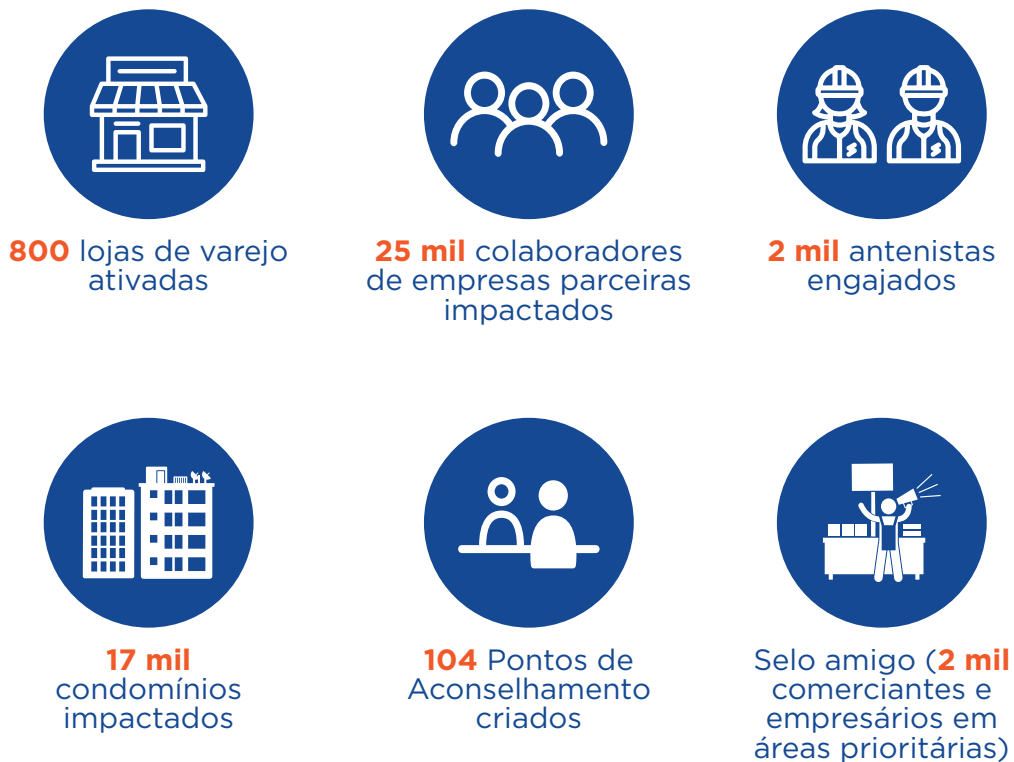 800 lojas de varejo
ativadas
25 mil colaboradores
de empresas parceiras
impactados
2 mil antenistas
engajados
17 mil
condomínios
impactados
104 Pontos de
Aconselhamento
criados
Selo amigo (2 mil
comerciantes e
empresários em
áreas prioritárias)